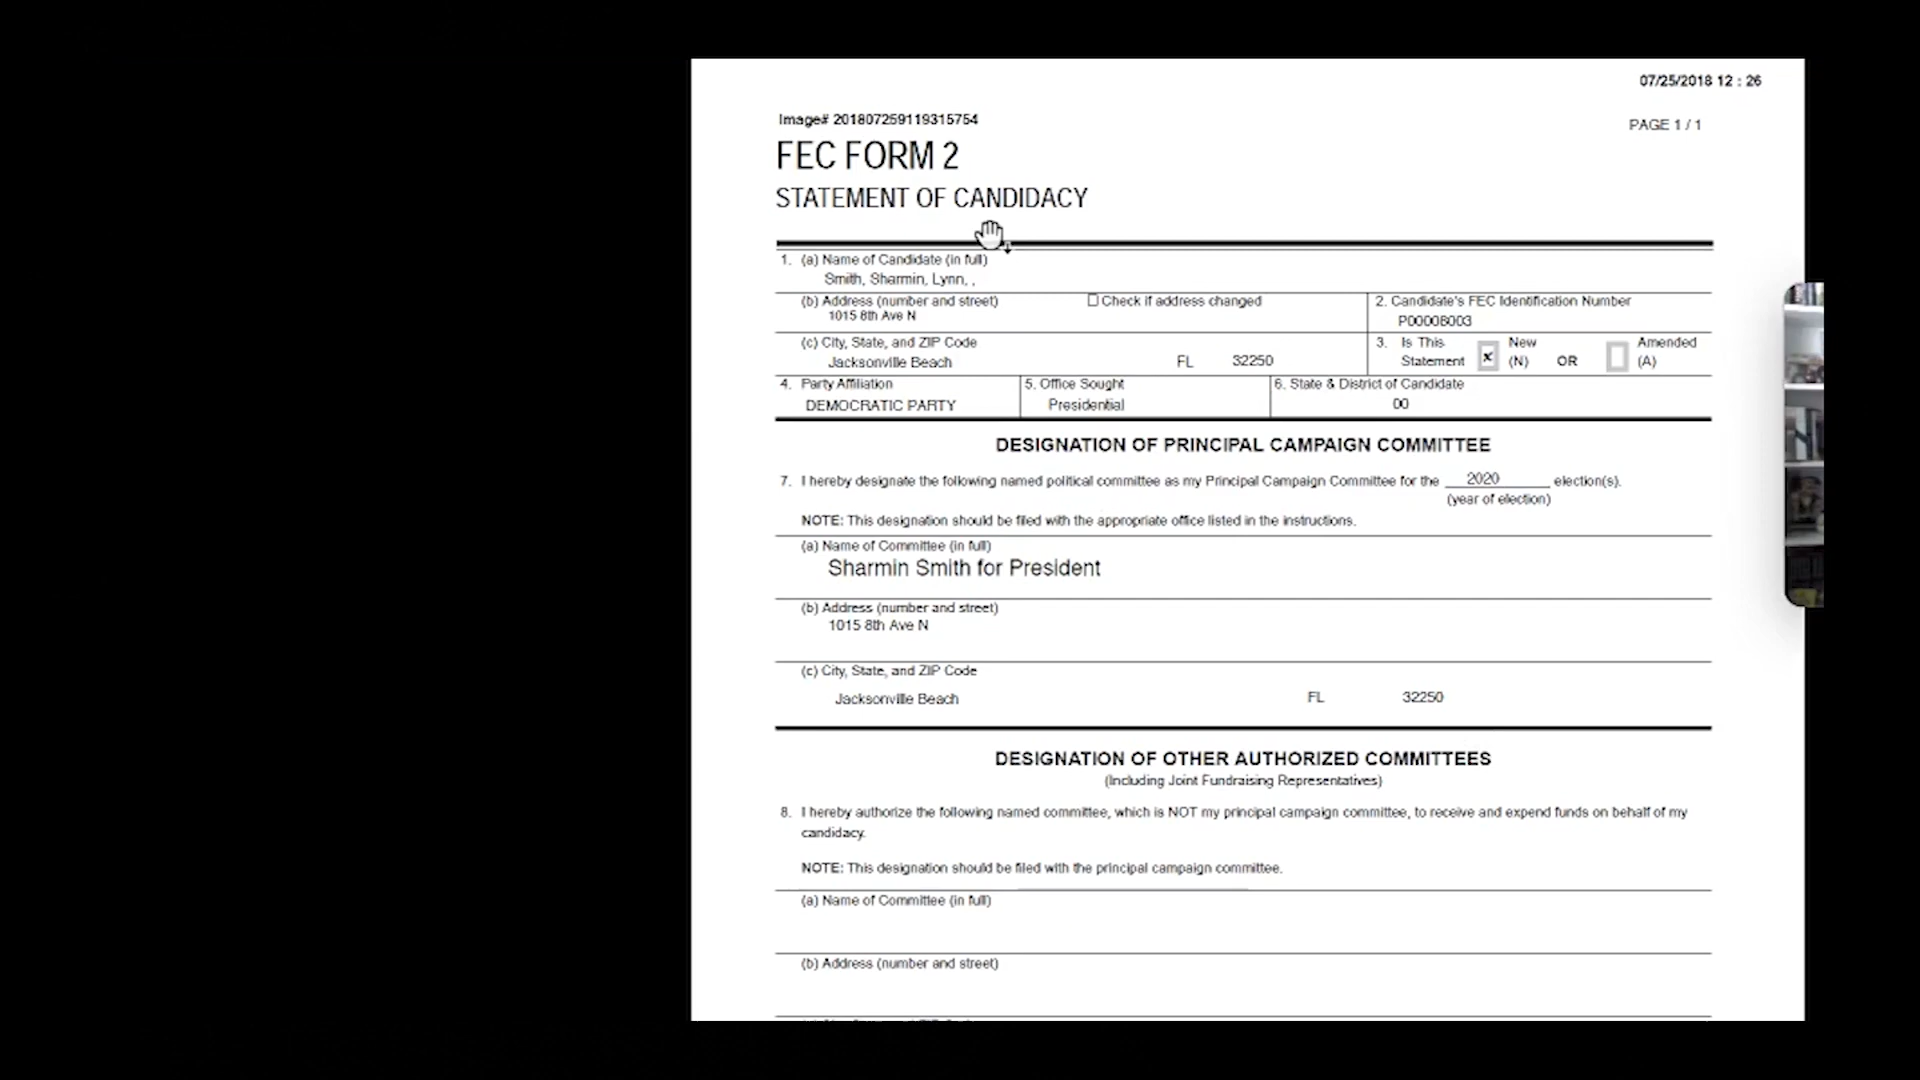 07/25/2018 12 : 26
Image# 201807259119315754
PAGE 1 / 1
FEC FORM 2
STATEMENT OF CANDIDACY
1. (a) Name of Candidate (in full)
Smith, Sharmin, Lynn, ,
(b) Address (number and street)
Check if address changed
2. Candidate's FEC Identification Number
1015 8th Ave N
P00008003
(c) City, State, and ZIP Code
3. Is This Statement
New (N) OR
Amended (A)
Jacksonville Beach FL 32250
4. Party Affiliation
5. Office Sought
6. State & District of Candidate
DEMOCRATIC PARTY
Presidential
00
DESIGNATION OF PRINCIPAL CAMPAIGN COMMITTEE
7. I hereby designate the following named political committee as my Principal Campaign Committee for the 2020 election(s).
(year of election)
NOTE: This designation should be filed with the appropriate office listed in the instructions.
(a) Name of Committee (in full)
Sharmin Smith for President
(b) Address (number and street)
1015 8th Ave N
(c) City, State, and ZIP Code
Jacksonville Beach FL 32250
DESIGNATION OF OTHER AUTHORIZED COMMITTEES
(Including Joint Fundraising Representatives)
8. I hereby authorize the following named committee, which is NOT my principal campaign committee, to receive and expend funds on behalf of my
candidacy.
NOTE: This designation should be filed with the principal campaign committee.
(a) Name of Committee (in full)
(b) Address (number and street)